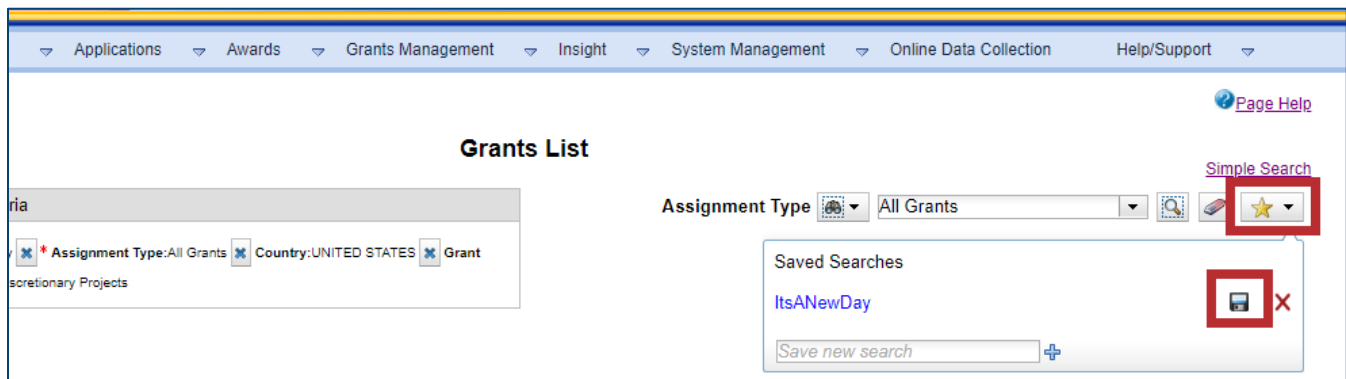 Applications Awards Grants Management Insight System Management Online Data Collection Help/Support
Page Help
Grants List
Simple Search
ria
Assignment Type All Grants
* Assignment Type:All Grants Country:UNITED STATES Grant
scretionary Projects
Saved Searches
ItsANewDay
Save new search